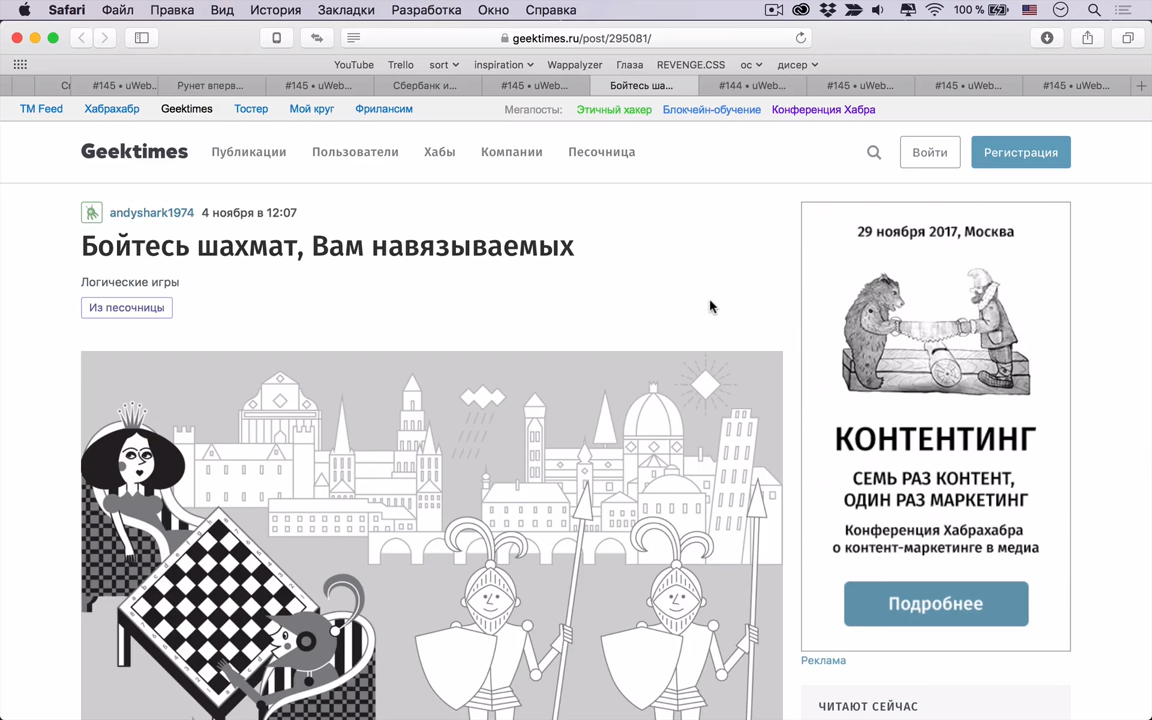 Safari Файл Правка Вид История Закладки Разработка Окно Справка 100 %
geektimes.ru/post/295081/
YouTube Trello sort inspiration Wappalyzer Глаза REVENGE.CSS ос дисер
#145 • uWeb... Рунет вперв... #145 • uWeb... Сбербанк и... #145 • uWeb... Бойтесь ша... #144 • uWeb... #145 • uWeb... #145 • uWeb... #145 • uWeb...
TM Feed Хабрахабр Geektimes Тостер Мой круг Фрилансим Мегапосты: Этичный хакер Блокчейн-обучение Конференция Хабра
Geektimes Публикации Пользователи Хабы Компании Песочница Войти Регистрация
andyshark1974 4 ноября в 12:07
Бойтесь шахмат, Вам навязываемых
Логические игры
Из песочницы
29 ноября 2017, Москва
КОНТЕНТИНГ
СЕМЬ РАЗ КОНТЕНТ,
ОДИН РАЗ МАРКЕТИНГ
Конференция Хабрахабра
о контент-маркетинге в медиа
Подробнее
Реклама
ЧИТАЮТ СЕЙЧАС